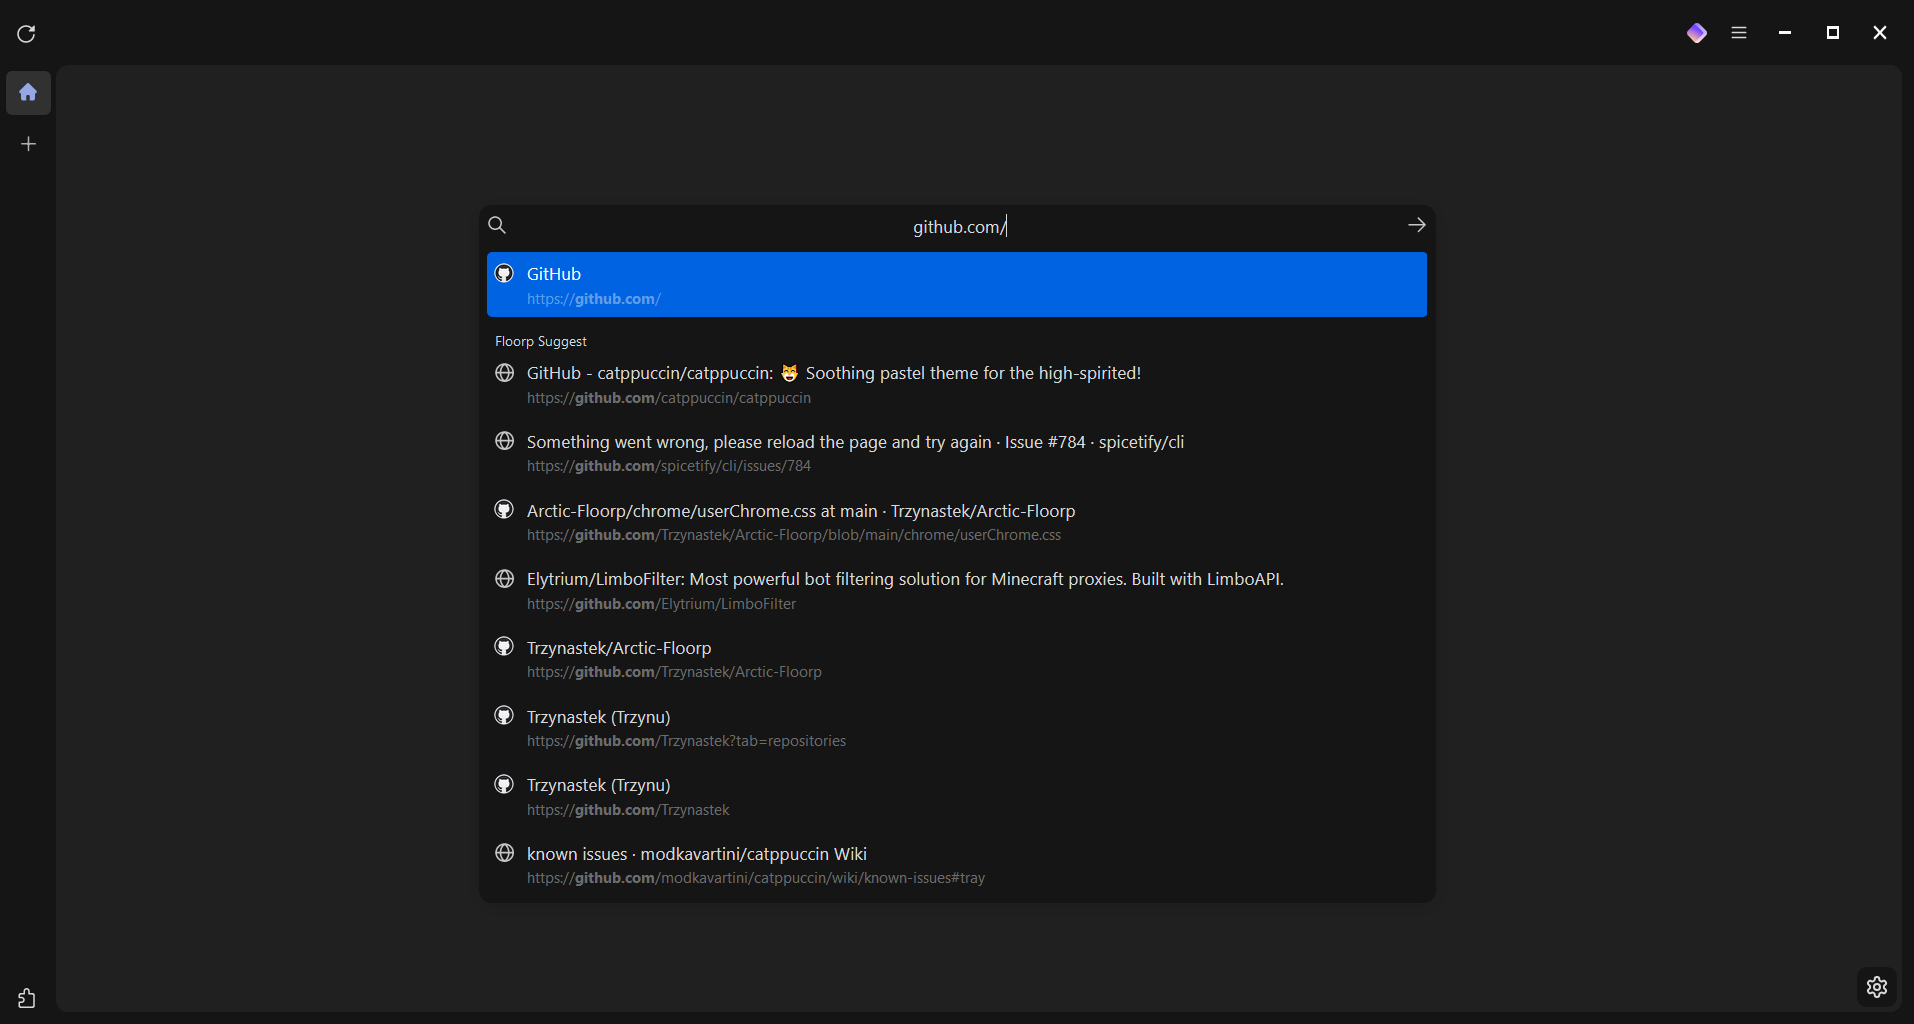 github.com/
GitHub
https://github.com/
Floorp Suggest
GitHub - catppuccin/catppuccin: 😸 Soothing pastel theme for the high-spirited!
https://github.com/catppuccin/catppuccin
Something went wrong, please reload the page and try again · Issue #784 · spicetify/cli
https://github.com/spicetify/cli/issues/784
Arctic-Floorp/chrome/userChrome.css at main · Trzynastek/Arctic-Floorp
https://github.com/Trzynastek/Arctic-Floorp/blob/main/chrome/userChrome.css
Elytrium/LimboFilter: Most powerful bot filtering solution for Minecraft proxies. Built with LimboAPI.
https://github.com/Elytrium/LimboFilter
Trzynastek/Arctic-Floorp
https://github.com/Trzynastek/Arctic-Floorp
Trzynastek (Trzynu)
https://github.com/Trzynastek?tab=repositories
Trzynastek (Trzynu)
https://github.com/Trzynastek
known issues · modkavartini/catppuccin Wiki
https://github.com/modkavartini/catppuccin/wiki/known-issues#tray